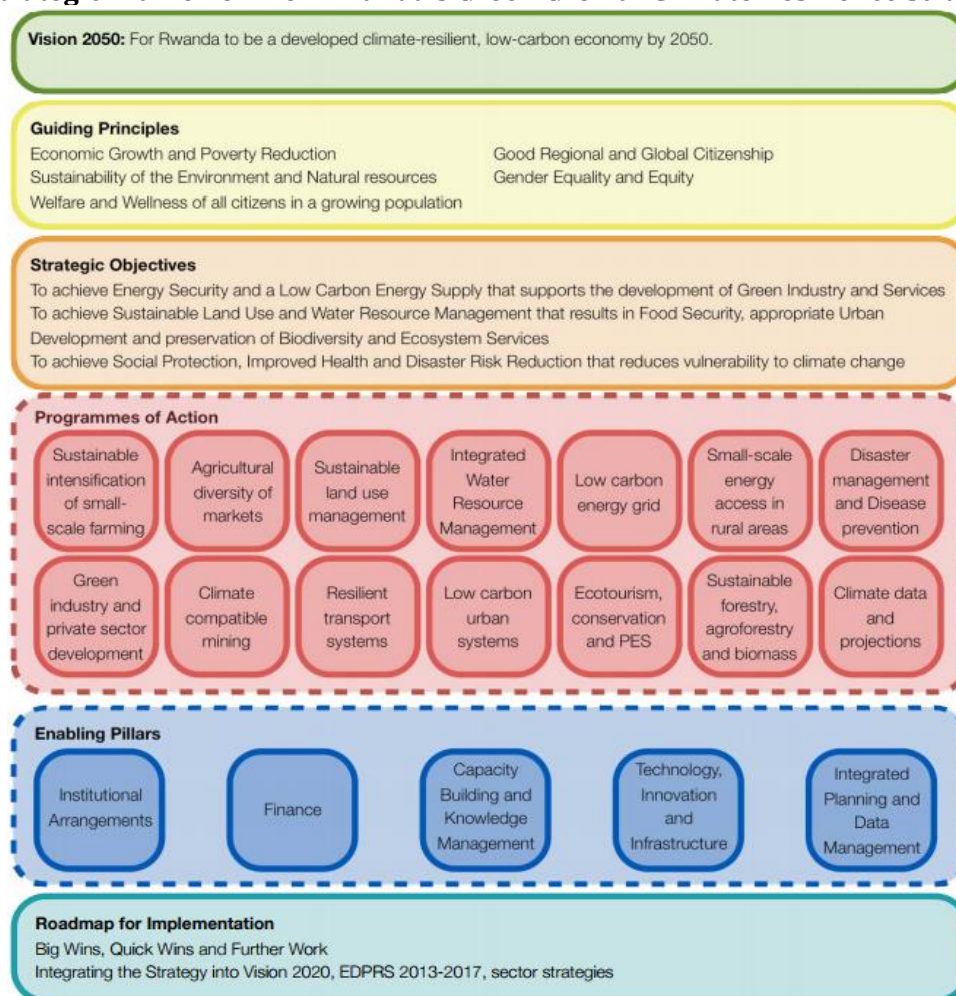 Vision 2050: For Rwanda to be a developed climate-resilient, low-carbon economy by 2050.
Guiding Principles
Economic Growth and Poverty Reduction
Sustainability of the Environment and Natural resources
Welfare and Wellness of all citizens in a growing population
Good Regional and Global Citizenship
Gender Equality and Equity
Strategic Objectives
To achieve Energy Security and a Low Carbon Energy Supply that supports the development of Green Industry and Services
To achieve Sustainable Land Use and Water Resource Management that results in Food Security, appropriate Urban
Development and preservation of Biodiversity and Ecosystem Services
To achieve Social Protection, Improved Health and Disaster Risk Reduction that reduces vulnerability to climate change
Programmes of Action
Sustainable
intensification
of small-
scale farming
Agricultural
diversity of
markets
Sustainable
land use
management
Integrated
Water
Resource
Management
Low carbon
energy grid
Small-scale
energy
access in
rural areas
Disaster
management
and Disease
prevention
Green
industry and
private sector
development
Climate
compatible
mining
Resilient
transport
systems
Low carbon
urban
systems
Ecotourism,
conservation
and PES
Sustainable
forestry,
agroforestry
and biomass
Climate data
and
projections
Enabling Pillars
Institutional
Arrangements
Finance
Capacity
Building and
Knowledge
Management
Technology,
Innovation
and
Infrastructure
Integrated
Planning and
Data
Management
Roadmap for Implementation
Big Wins, Quick Wins and Further Work
Integrating the Strategy into Vision 2020, EDPRS 2013-2017, sector strategies